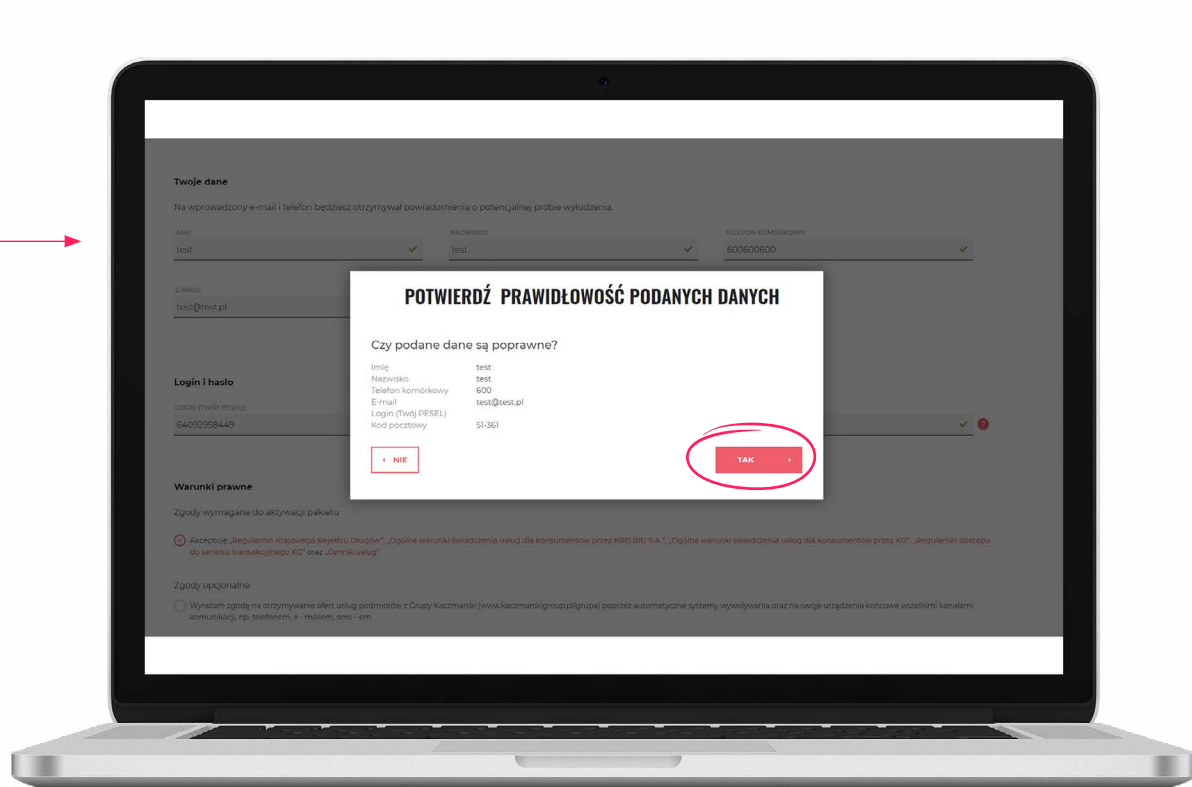 Twoje dane
Na wprowadzony e-mail i telefon będziesz otrzymywał powiadomienia o potencjalnej próbie wyłudzenia.
IMIĘ: NAZWISKO: TELEFON KOMÓRKOWY:
test test 600600600
E-MAIL:
test@test.pl
POTWIERDŹ PRAWIDŁOWOŚĆ PODANYCH DANYCH
Czy podane dane są poprawne?
Imię test
Nazwisko test
Telefon komórkowy 600
E-mail test@test.pl
Login (Twój PESEL)
Kod pocztowy 51-361
NIE TAK
Login i hasło
LOGIN (TWÓJ PESEL):
64092958449 ?
Warunki prawne
Zgody wymagane do aktywacji pakietu
Akceptuję „Regulamin Krajowego Rejestru Długów", „Ogólne warunki świadczenia usług dla konsumentów przez KRD BIG S.A.", „Ogólne warunki świadczenia usług dla konsumentów przez KG", „Regulamin dostępu
do serwisu transakcyjnego KG" oraz „Cennik usług"
Zgody opcjonalne
Wyrażam zgodę na otrzymywanie ofert usług podmiotów z Grupy Kaczmarski (www.kaczmarskigroup.pl/grupa) poprzez automatyczne systemy wywoływania oraz na swoje urządzenia końcowe wszelkimi kanałami
komunikacji, np. telefonem, e - mailem, sms - em